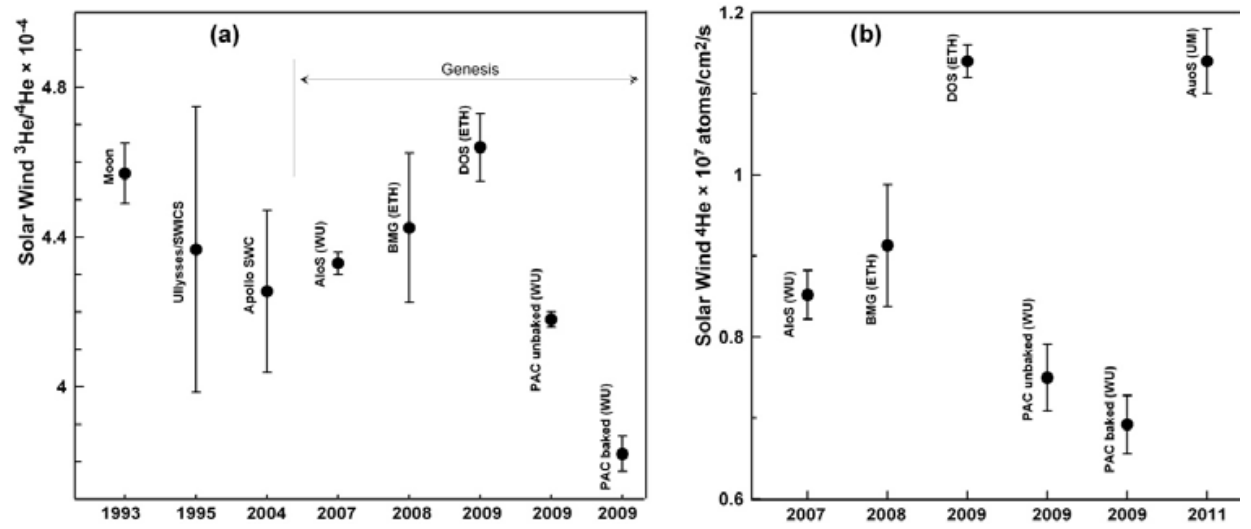 (a)
Genesis
Solar Wind ³He/⁴He × 10⁻⁴
4.8
4.4
4
Moon
Ullysses/SWICS
Apollo SWC
AloS (WU)
BMG (ETH)
DOS (ETH)
PAC unbaked (WU)
PAC baked (WU)
1993 1995 2004 2007 2008 2009 2009 2009
(b)
Solar Wind ⁴He × 10⁷ atoms/cm²/s
1.2
1
0.8
0.6
AloS (WU)
BMG (ETH)
DOS (ETH)
PAC unbaked (WU)
PAC baked (WU)
AuoS (UM)
2007 2008 2009 2009 2009 2011